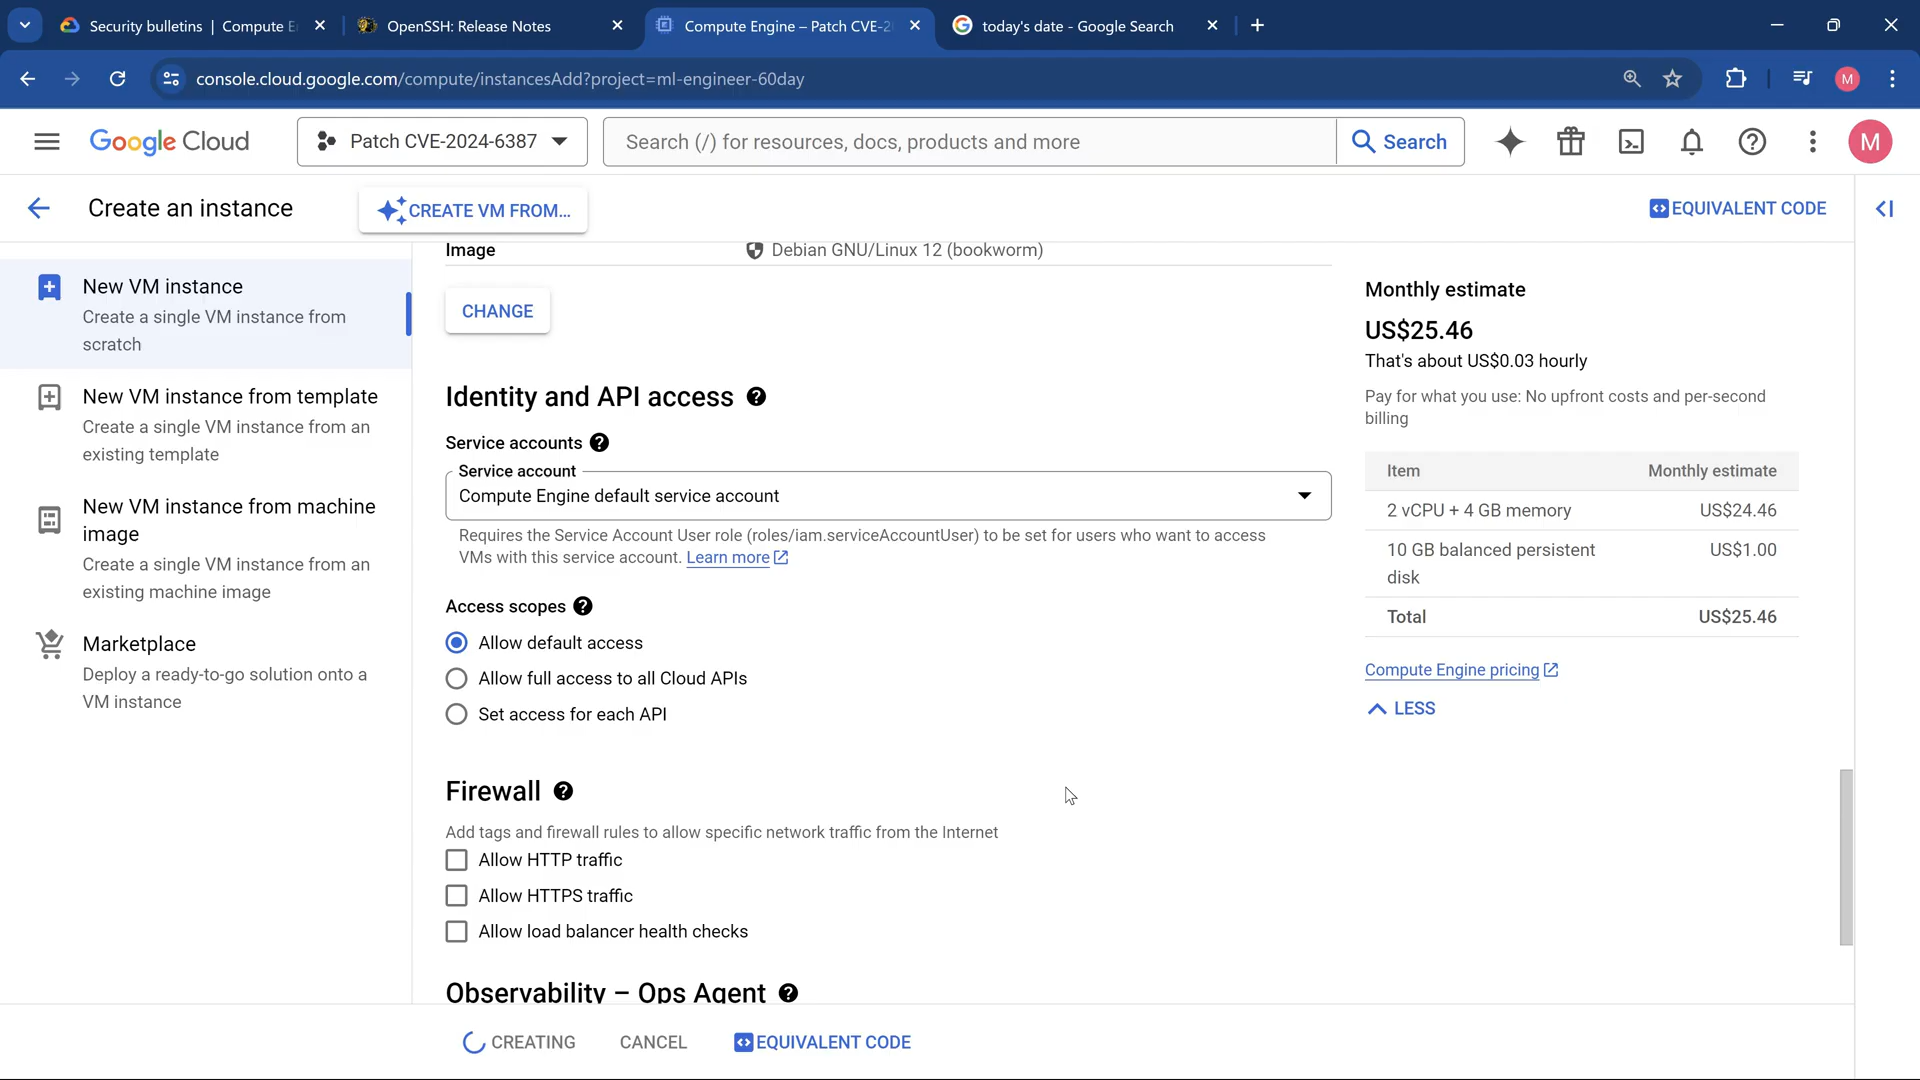 Security bulletins | Compute E
OpenSSH: Release Notes
Compute Engine – Patch CVE-2
today's date - Google Search
console.cloud.google.com/compute/instancesAdd?project=ml-engineer-60day
M
Google Cloud
Patch CVE-2024-6387
Search (/) for resources, docs, products and more
Search
M
Create an instance
CREATE VM FROM...
EQUIVALENT CODE
New VM instance
Create a single VM instance from
scratch
New VM instance from template
Create a single VM instance from an
existing template
New VM instance from machine
image
Create a single VM instance from an
existing machine image
Marketplace
Deploy a ready-to-go solution onto a
VM instance
Image
Debian GNU/Linux 12 (bookworm)
CHANGE
Identity and API access
Service accounts
Service account
Compute Engine default service account
Requires the Service Account User role (roles/iam.serviceAccountUser) to be set for users who want to access
VMs with this service account. Learn more
Access scopes
Allow default access
Allow full access to all Cloud APIs
Set access for each API
Firewall
Add tags and firewall rules to allow specific network traffic from the Internet
Allow HTTP traffic
Allow HTTPS traffic
Allow load balancer health checks
Observability – Ops Agent
CREATING
CANCEL
EQUIVALENT CODE
Monthly estimate
US$25.46
That's about US$0.03 hourly
Pay for what you use: No upfront costs and per-second
billing
Item Monthly estimate
2 vCPU + 4 GB memory US$24.46
10 GB balanced persistent US$1.00
disk
Total US$25.46
Compute Engine pricing
LESS